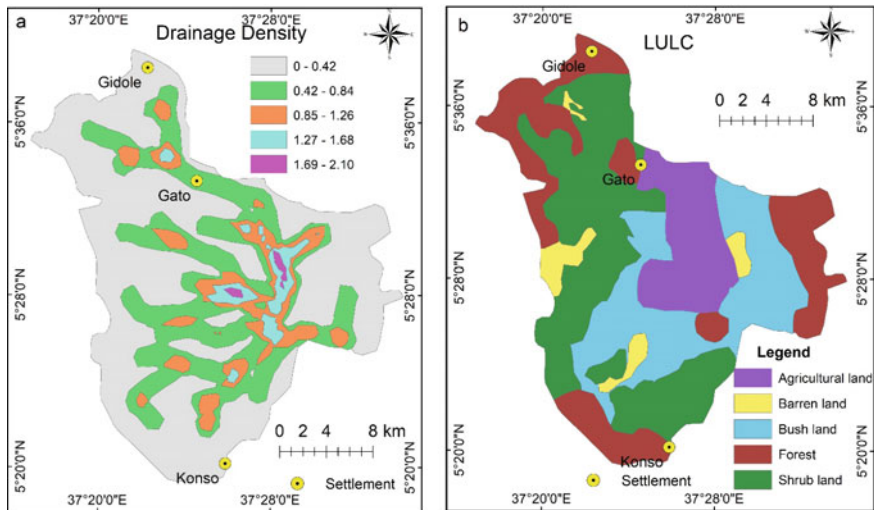 a
Drainage Density
37°20'0"E
37°28'0"E
Gidole
0 - 0.42
0.42 - 0.84
0.85 - 1.26
1.27 - 1.68
1.69 - 2.10
5°36'0"N
5°36'0"N
Gato
5°28'0"N
5°28'0"N
0 2 4 8 km
5°20'0"N
5°20'0"N
Konso
Settlement
37°20'0"E
37°28'0"E
b
LULC
37°20'0"E
37°28'0"E
Gidole
0 2 4 8 km
5°36'0"N
5°36'0"N
Gato
5°28'0"N
5°28'0"N
Legend
Agricultural land
Barren land
Bush land
Forest
Shrub land
5°20'0"N
5°20'0"N
Konso
Settlement
37°20'0"E
37°28'0"E